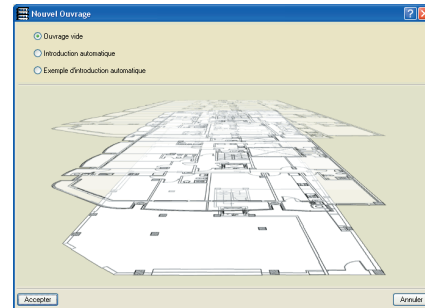 Nouvel Ouvrage
Ouvrage vide
Introduction automatique
Exemple d'introduction automatique
Accepter
Annuler